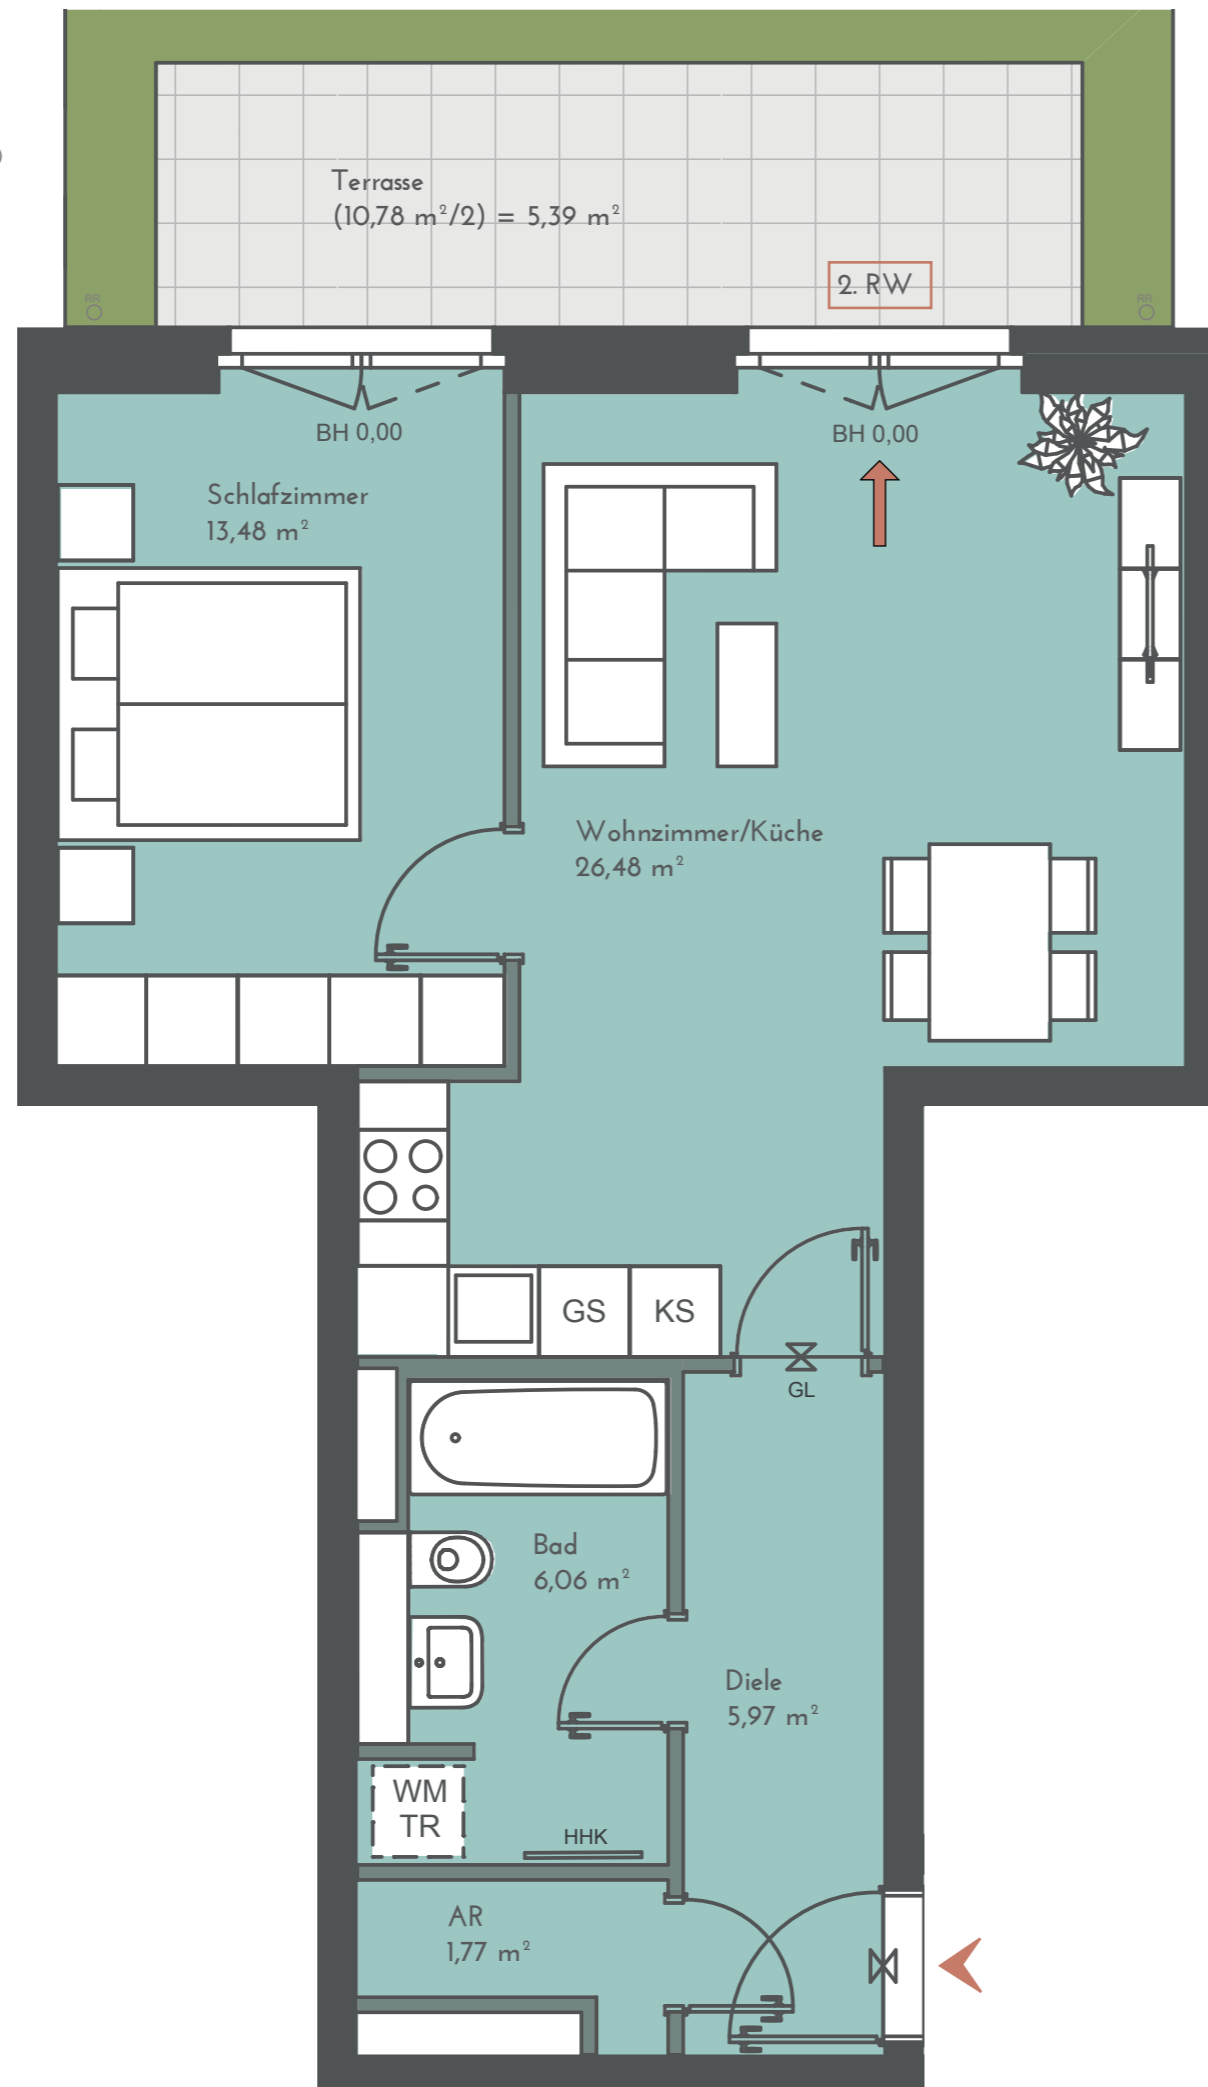 Terrasse
(10,78 m²/2) = 5,39 m²
2. RW
RR
RR
BH 0,00
BH 0,00
Schlafzimmer
13,48 m²
Wohnzimmer/Küche
26,48 m²
GS
KS
GL
Bad
6,06 m²
Diele
5,97 m²
WM
TR
HHK
AR
1,77 m²